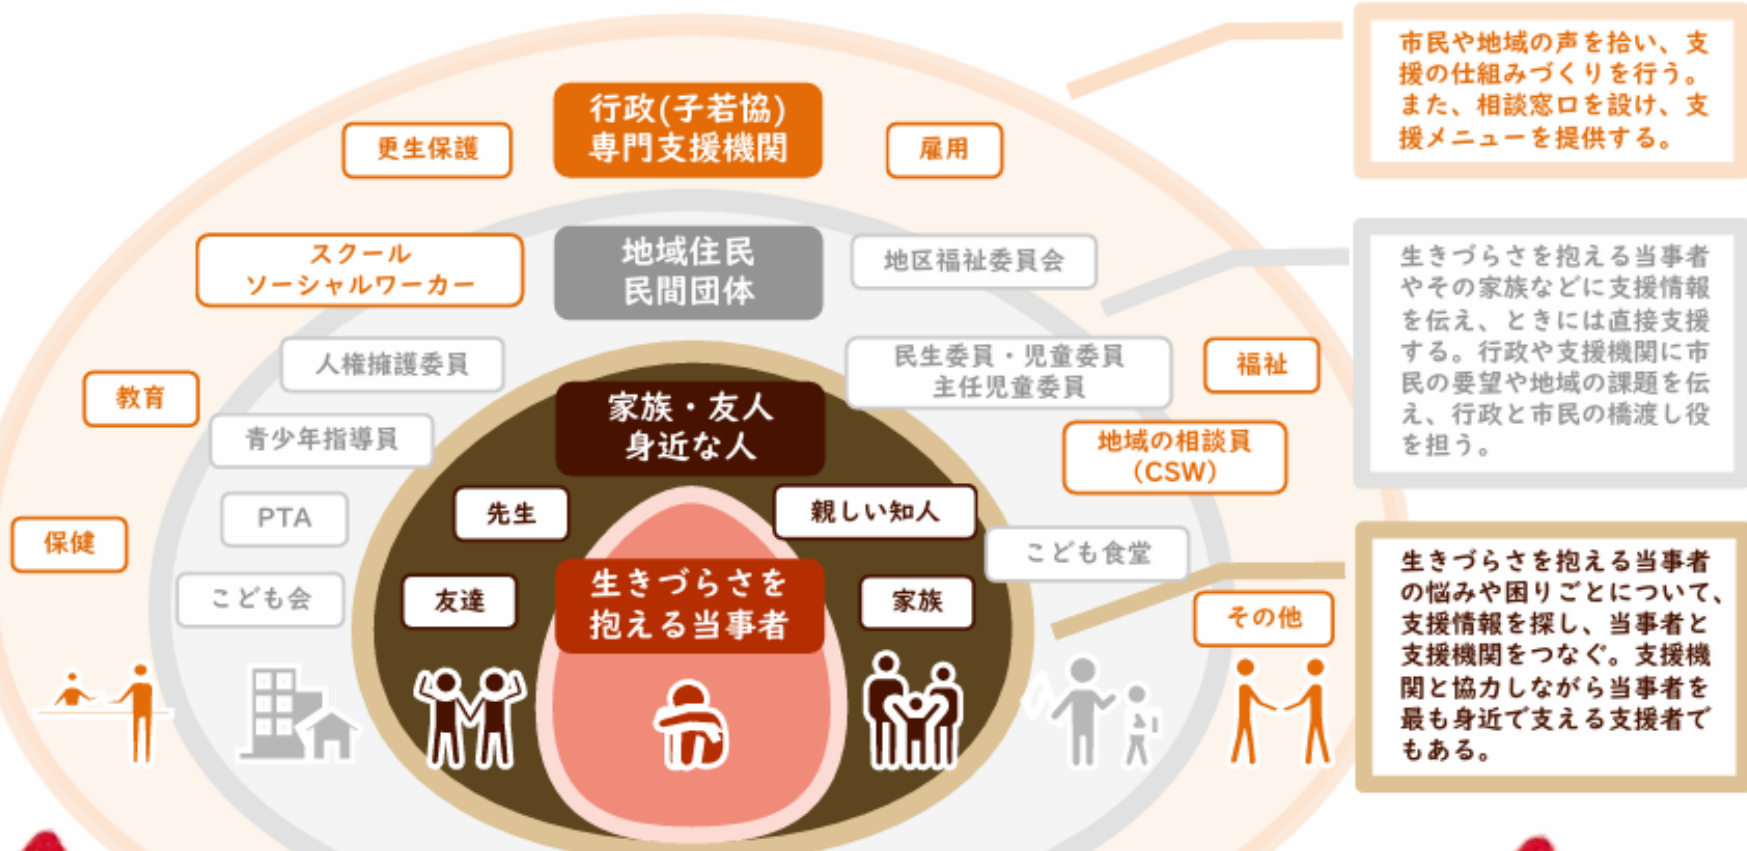 行政(子若協)
専門支援機関
更生保護
雇用
スクール
ソーシャルワーカー
地域住民
民間団体
地区福祉委員会
人権擁護委員
民生委員・児童委員
主任児童委員
福祉
教育
家族・友人
身近な人
青少年指導員
地域の相談員
(CSW)
先生
親しい知人
PTA
保健
こども食堂
こども会
友達
生きづらさを
抱える当事者
家族
その他
市民や地域の声を拾い、支
援の仕組みづくりを行う。
また、相談窓口を設け、支
援メニューを提供する。
生きづらさを抱える当事者
やその家族などに支援情報
を伝え、ときには直接支援
する。行政や支援機関に市
民の要望や地域の課題を伝
え、行政と市民の橋渡し役
を担う。
生きづらさを抱える当事者
の悩みや困りごとについて、
支援情報を探し、当事者と
支援機関をつなぐ。支援機
関と協力しながら当事者を
最も身近で支える支援者で
もある。